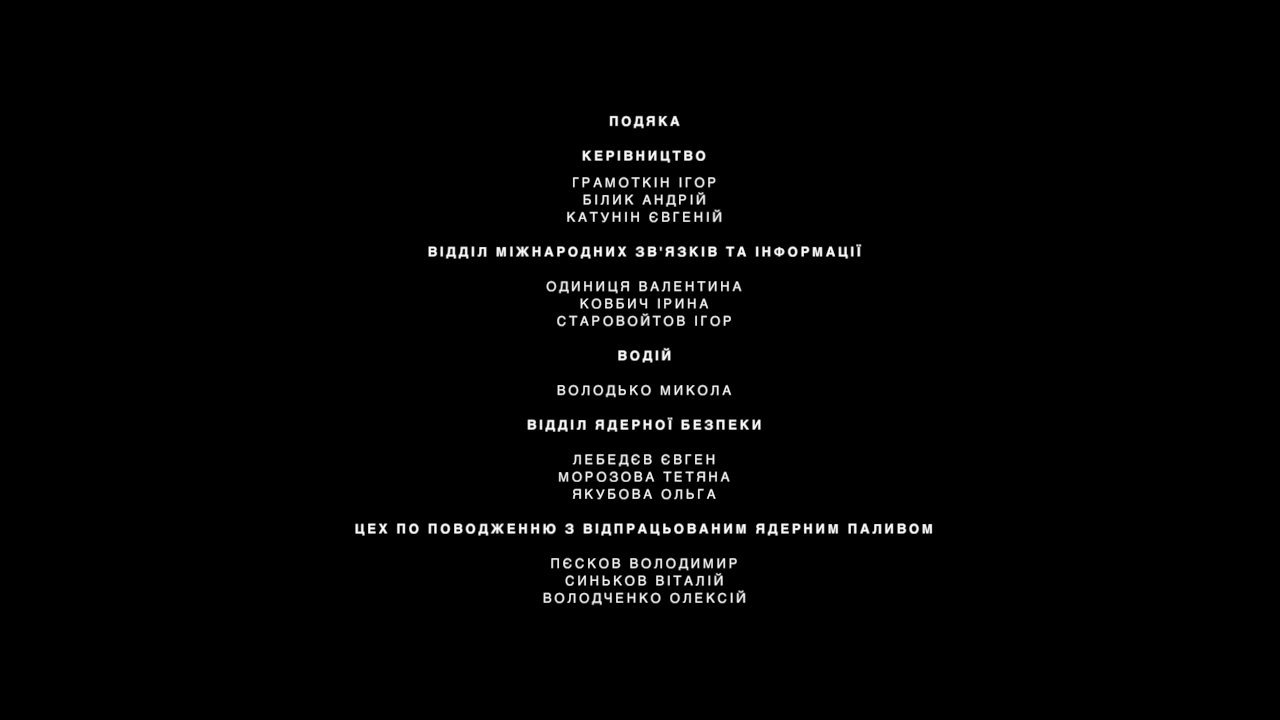 ПОДЯКА
КЕРІВНИЦТВО
ГРАМОТКІН ІГОР
БІЛИК АНДРІЙ
КАТУНІН ЄВГЕНІЙ
ВІДДІЛ МІЖНАРОДНИХ ЗВ'ЯЗКІВ ТА ІНФОРМАЦІЇ
ОДИНИЦЯ ВАЛЕНТИНА
КОВБИЧ ІРИНА
СТАРОВОЙТОВ ІГОР
ВОДІЙ
ВОЛОДЬКО МИКОЛА
ВІДДІЛ ЯДЕРНОЇ БЕЗПЕКИ
ЛЕБЕДЄВ ЄВГЕН
МОРОЗОВА ТЕТЯНА
ЯКУБОВА ОЛЬГА
ЦЕХ ПО ПОВОДЖЕННЮ З ВІДПРАЦЬОВАНИМ ЯДЕРНИМ ПАЛИВОМ
ПЄСКОВ ВОЛОДИМИР
СИНЬКОВ ВІТАЛІЙ
ВОЛОДЧЕНКО ОЛЕКСІЙ